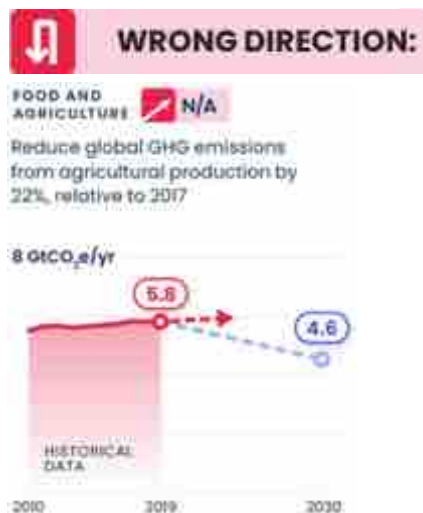 WRONG DIRECTION:
FOOD AND
AGRICULTURE N/A
Reduce global GHG emissions
from agricultural production by
22%, relative to 2017
8 GtCO₂e/yr
5.8
4.6
HISTORICAL
DATA
2010 2019 2030